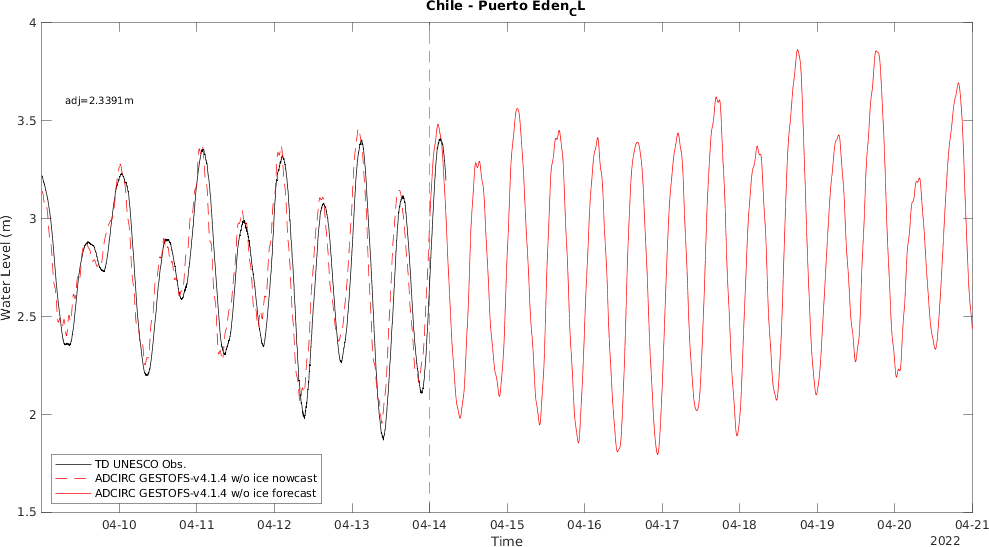 Chile - Puerto Eden_CL
4
3.5
3
2.5
2
1.5
Water Level (m)
adj=2.3391m
TD UNESCO Obs.
ADCIRC GESTOFS-v4.1.4 w/o ice nowcast
ADCIRC GESTOFS-v4.1.4 w/o ice forecast
04-10 04-11 04-12 04-13 04-14 04-15 04-16 04-17 04-18 04-19 04-20 04-21
Time
2022